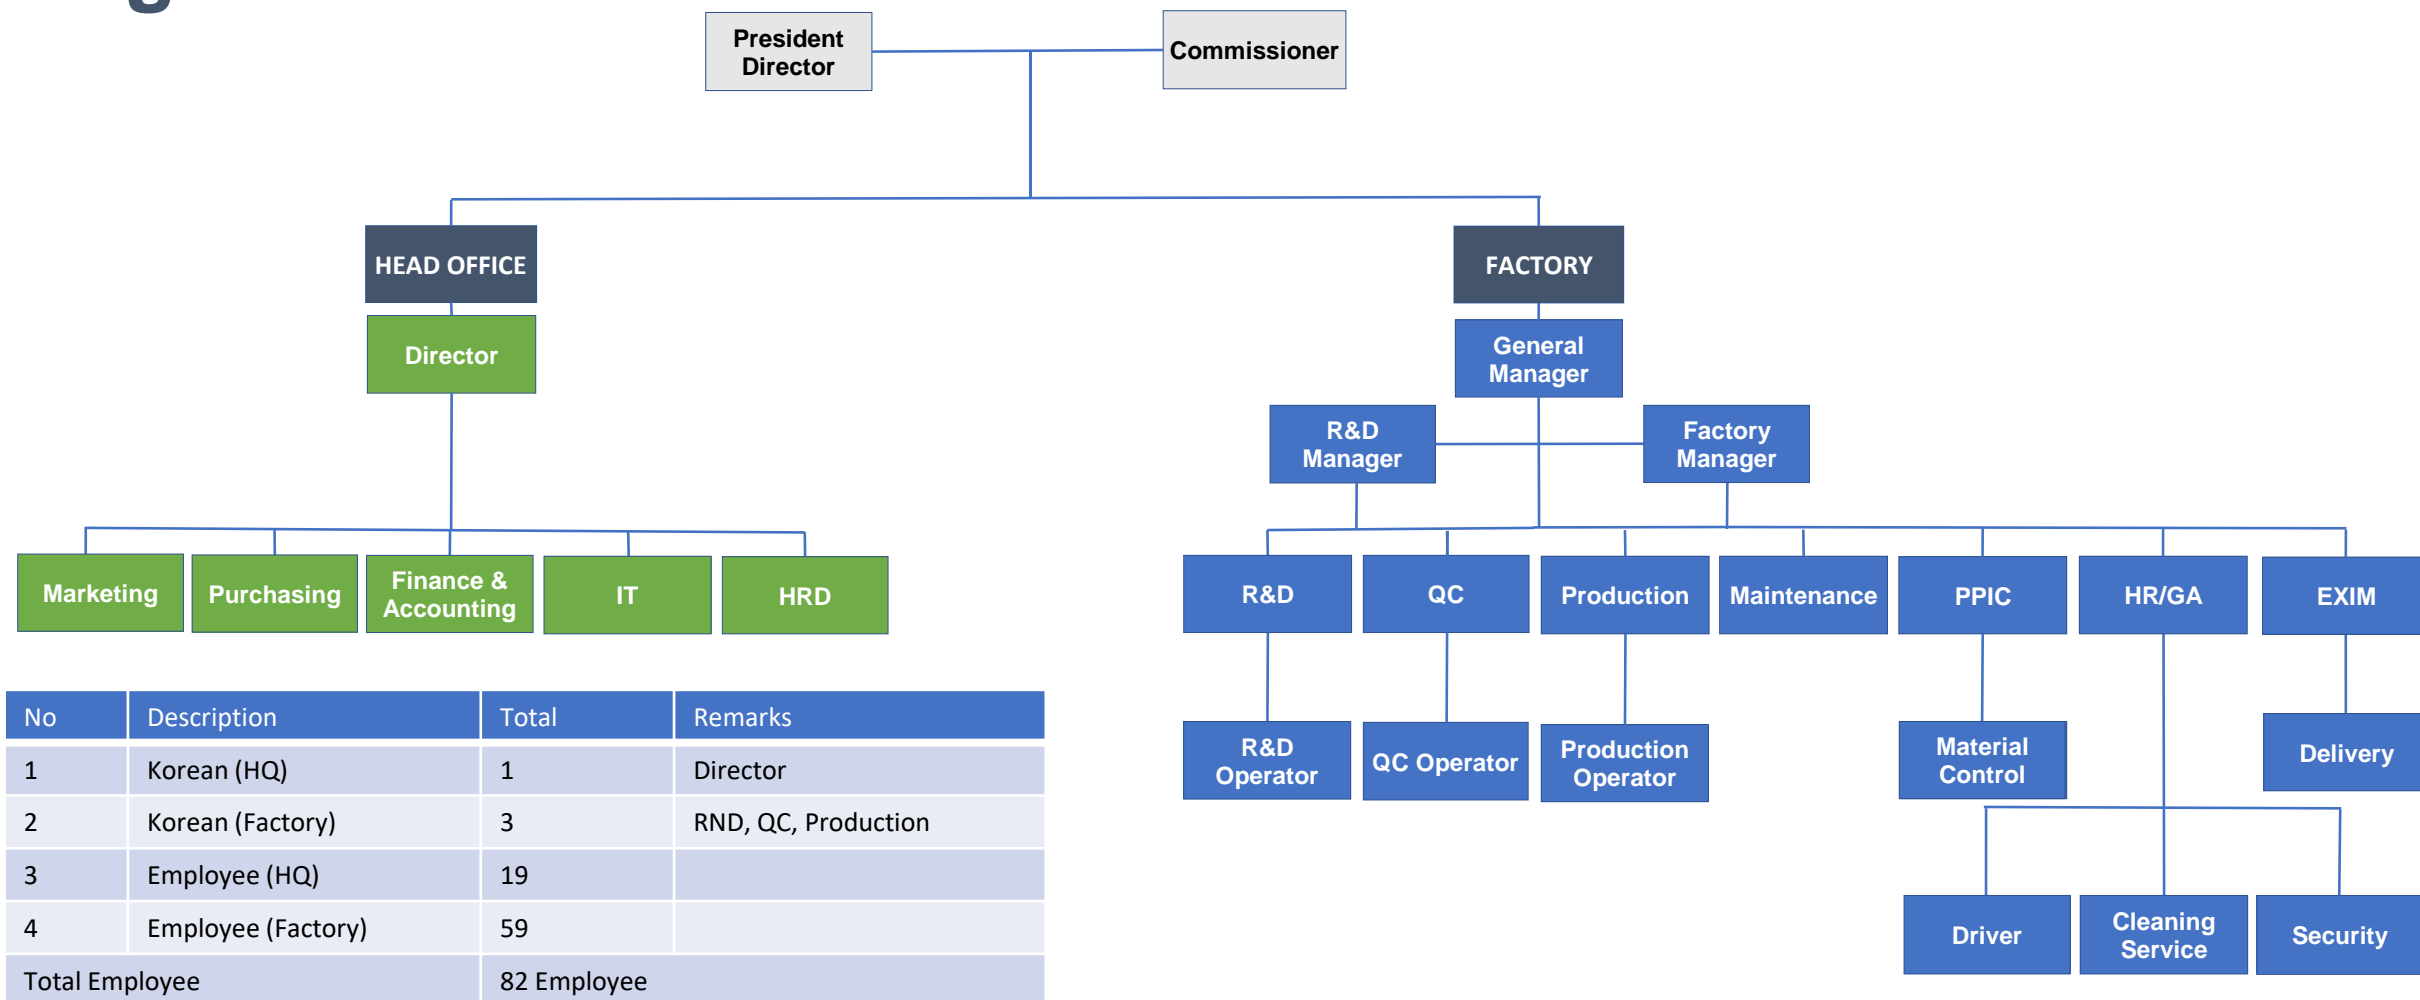 President
Director
Commissioner
HEAD OFFICE
FACTORY
Director
General
Manager
R&D
Manager
Factory
Manager
Marketing
Purchasing
Finance &
Accounting
IT
HRD
R&D
QC
Production
Maintenance
PPIC
HR/GA
EXIM
R&D
Operator
QC Operator
Production
Operator
Material
Control
Delivery
Driver
Cleaning
Service
Security
No Description Total Remarks
1 Korean (HQ) 1 Director
2 Korean (Factory) 3 RND, QC, Production
3 Employee (HQ) 19
4 Employee (Factory) 59
Total Employee 82 Employee